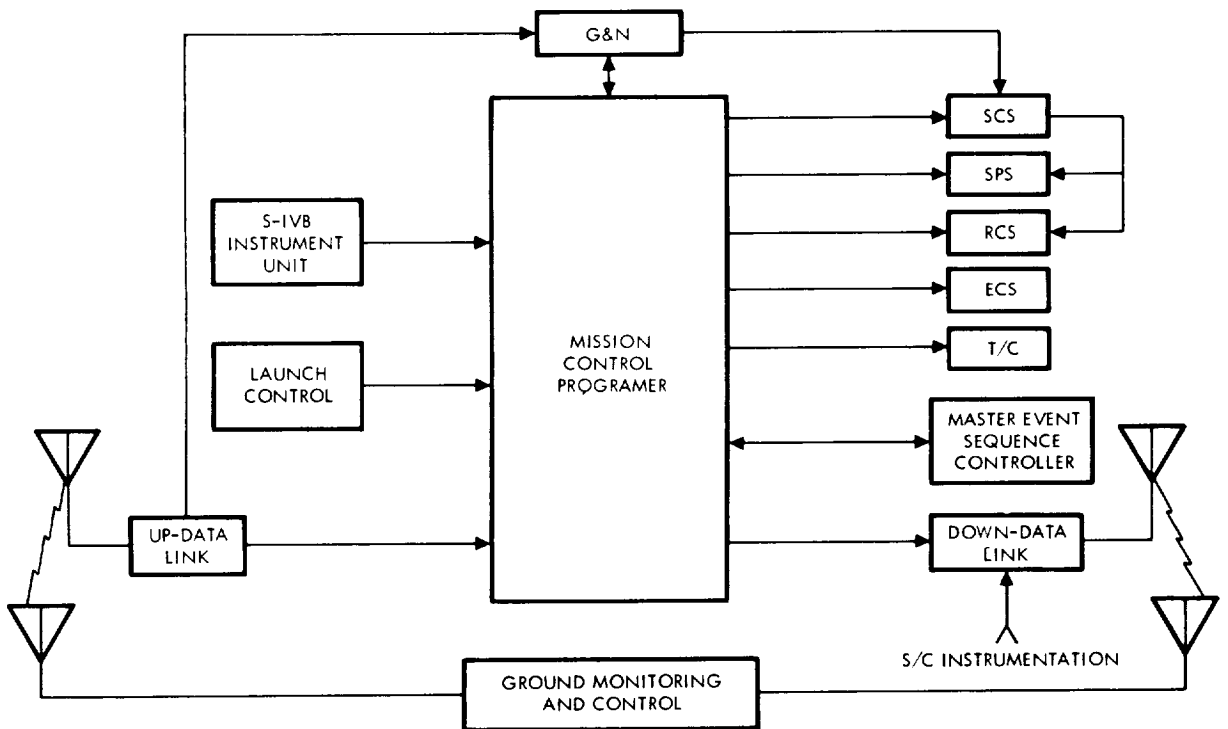 G&N
SCS
SPS
S-IVB
INSTRUMENT
UNIT
RCS
ECS
MISSION
CONTROL
PROGRAMER
T/C
LAUNCH
CONTROL
MASTER EVENT
SEQUENCE
CONTROLLER
UP-DATA
LINK
DOWN-DATA
LINK
S/C INSTRUMENTATION
GROUND MONITORING
AND CONTROL